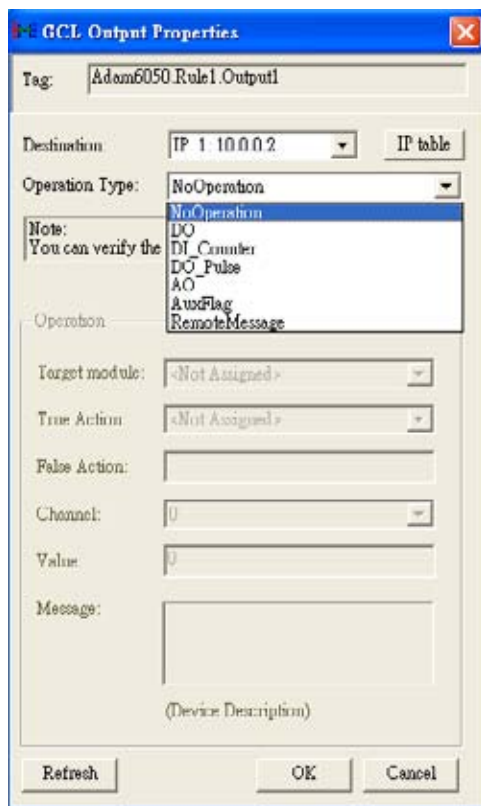 GCL Output Properties
Tag: Adam6050.Rule1.Output1
Destination IP 1: 10.0.0.2 IP table
Operation Type: NoOperation
NoOperation
DO
DI_Counter
DO_Pulse
AO
AuxFlag
RemoteMessage
Note:
You can verify the
Operation
Target module: <Not Assigned>
True Action <Not Assigned>
False Action:
Channel: 0
Value 0
Message:
(Device Description)
Refresh OK Cancel